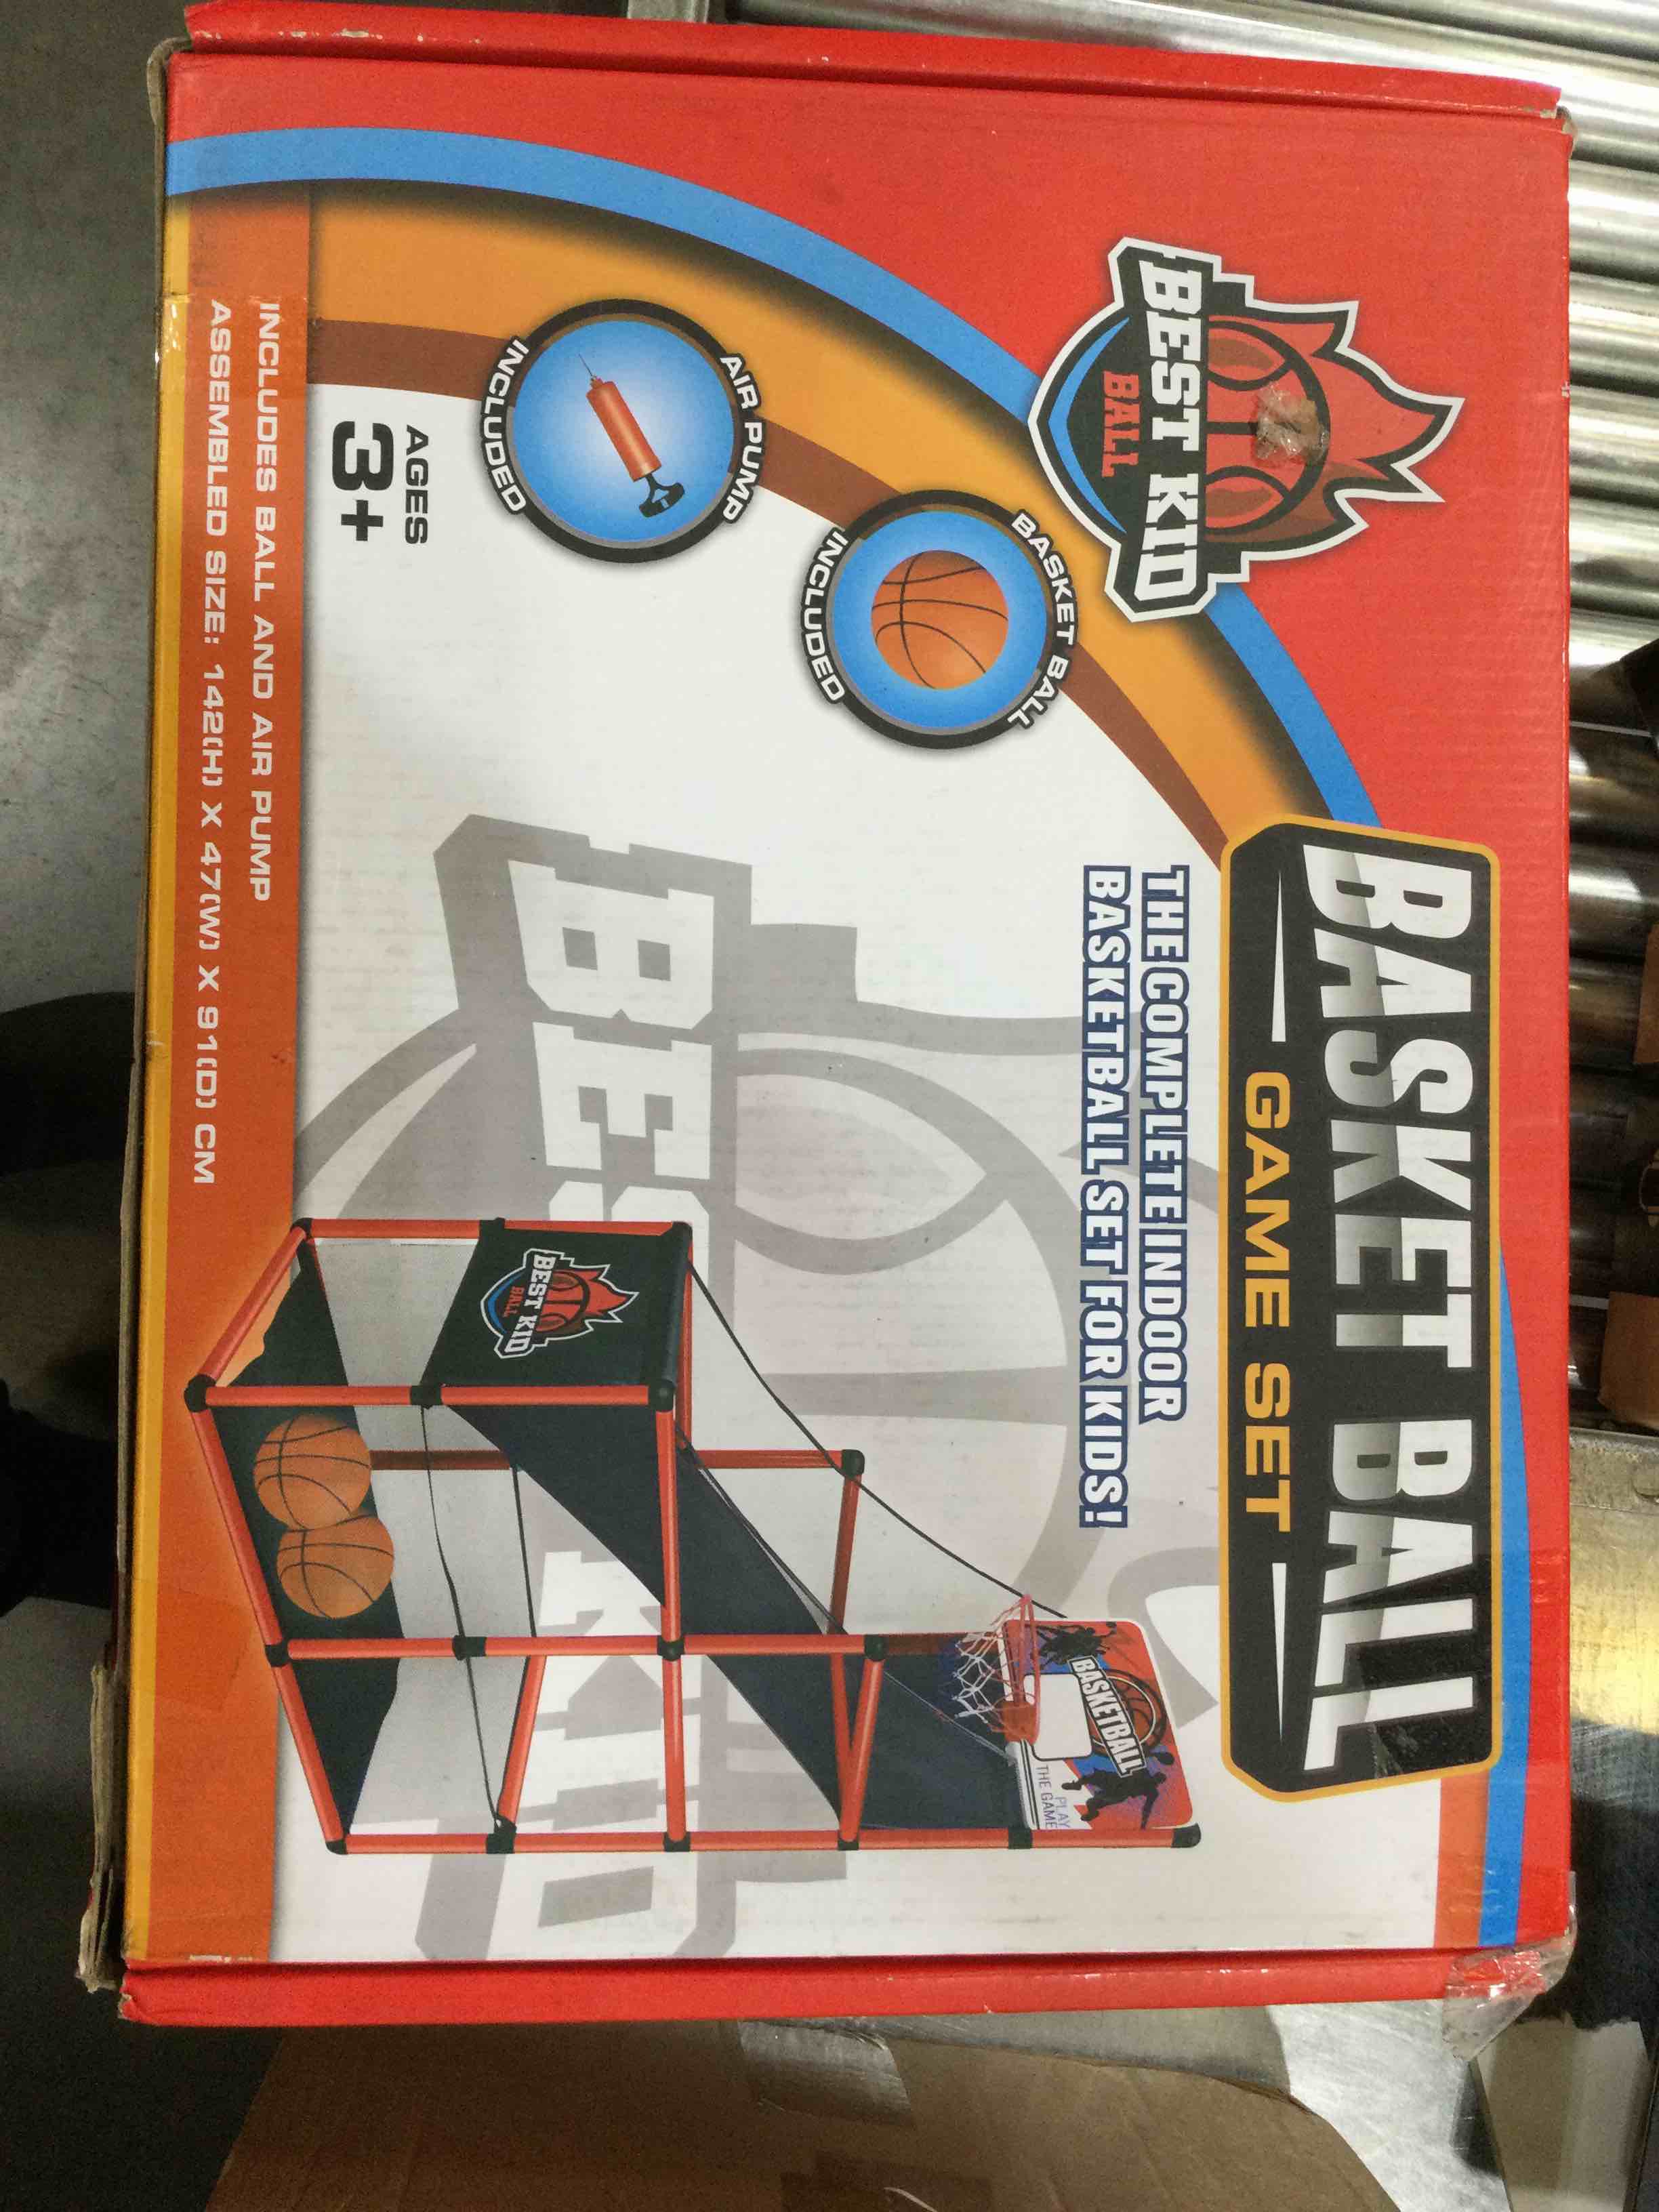 BEST KID
BALL
BASKET BALL
GAME SET
THE COMPLETE INDOOR
BASKETBALL SET FOR KIDS!
BASKET BALL
INCLUDED
AIR PUMP
INCLUDED
AGES
3+
BEST KID
BASKETBALL
PLAY
THE GAME
BEST KID
BALL
INCLUDES BALL AND AIR PUMP
ASSEMBLED SIZE: 142(H) X 47(W) X 91(D) CM